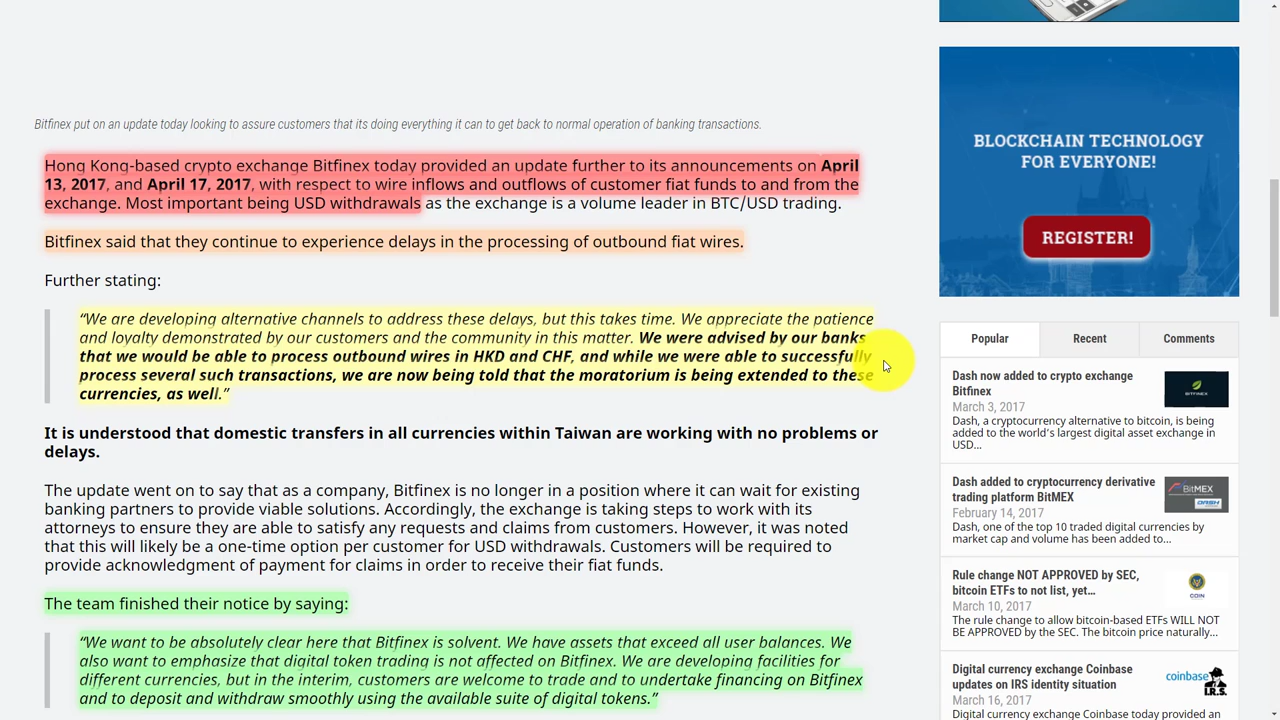 Bitfinex put on an update today looking to assure customers that its doing everything it can to get back to normal operation of banking transactions.
Hong Kong-based crypto exchange Bitfinex today provided an update further to its announcements on April
13, 2017, and April 17, 2017, with respect to wire inflows and outflows of customer fiat funds to and from the
exchange. Most important being USD withdrawals as the exchange is a volume leader in BTC/USD trading.
Bitfinex said that they continue to experience delays in the processing of outbound fiat wires.
Further stating:
“We are developing alternative channels to address these delays, but this takes time. We appreciate the patience
and loyalty demonstrated by our customers and the community in this matter. We were advised by our banks
that we would be able to process outbound wires in HKD and CHF, and while we were able to successfully
process several such transactions, we are now being told that the moratorium is being extended to these
currencies, as well.”
It is understood that domestic transfers in all currencies within Taiwan are working with no problems or
delays.
The update went on to say that as a company, Bitfinex is no longer in a position where it can wait for existing
banking partners to provide viable solutions. Accordingly, the exchange is taking steps to work with its
attorneys to ensure they are able to satisfy any requests and claims from customers. However, it was noted
that this will likely be a one-time option per customer for USD withdrawals. Customers will be required to
provide acknowledgment of payment for claims in order to receive their fiat funds.
The team finished their notice by saying:
“We want to be absolutely clear here that Bitfinex is solvent. We have assets that exceed all user balances. We
also want to emphasize that digital token trading is not affected on Bitfinex. We are developing facilities for
different currencies, but in the interim, customers are welcome to trade and to undertake financing on Bitfinex
and to deposit and withdraw smoothly using the available suite of digital tokens.”
BLOCKCHAIN TECHNOLOGY
FOR EVERYONE!
REGISTER!
Popular
Recent
Comments
Dash now added to crypto exchange
Bitfinex
March 3, 2017
Dash, a cryptocurrency alternative to bitcoin, is being
added to the world's largest digital asset exchange in
USD...
BITFINEX
Dash added to cryptocurrency derivative
trading platform BitMEX
February 14, 2017
Dash, one of the top 10 traded digital currencies by
market cap and volume has been added to...
BitMEX
DASH
Rule change NOT APPROVED by SEC,
bitcoin ETFs to not list, yet...
March 10, 2017
The rule change to allow bitcoin-based ETFs WILL NOT
BE APPROVED by the SEC. The bitcoin price naturally...
COIN
Digital currency exchange Coinbase
updates on IRS identity situation
March 16, 2017
Digital currency exchange Coinbase today provided an
coinbase
I.R.S.